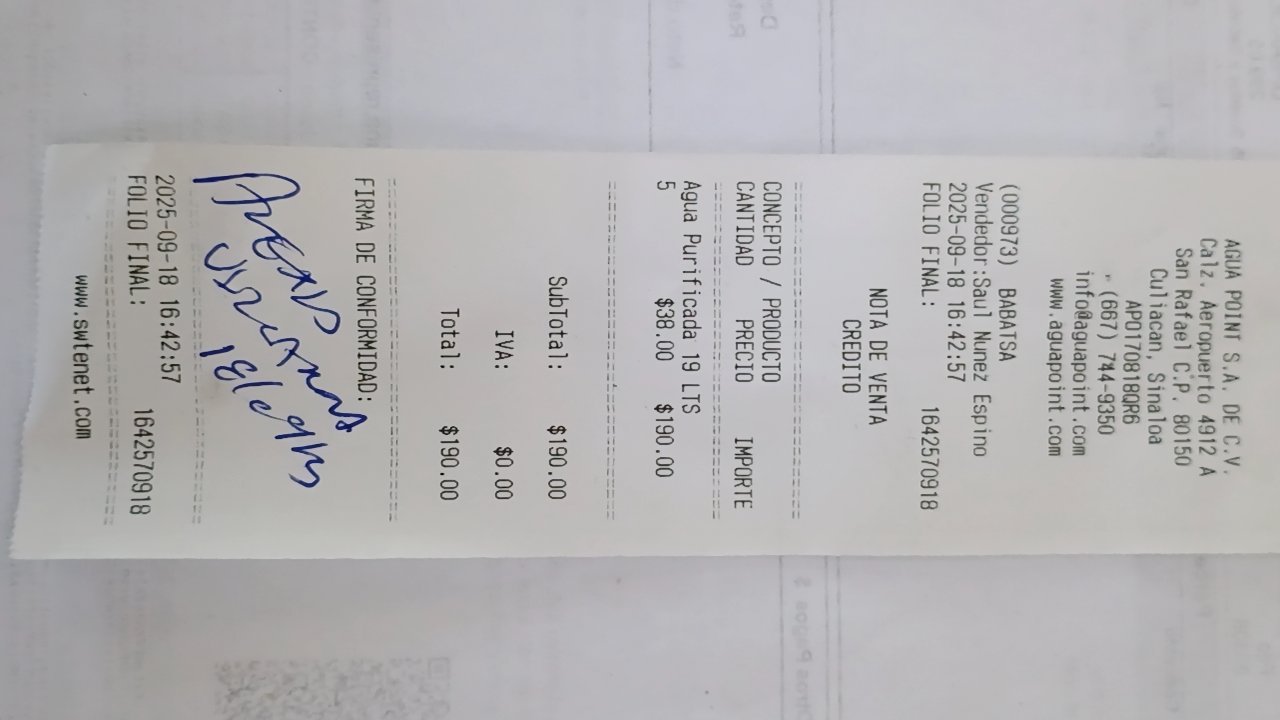 AGUA POINT S.A. DE C.V.
Calz. Aeropuerto 4912 A
San Rafael C.P. 80150
Culiacan, Sinaloa
APO170818QR6
(667) 744-9350
info@aguapoint.com
www.aguapoint.com
(000973) BABATSA
Vendedor:Saul Nunez Espino
2025-09-18 16:42:57
FOLIO FINAL: 1642570918
NOTA DE VENTA
CREDITO
CONCEPTO / PRODUCTO
CANTIDAD PRECIO IMPORTE
Agua Purificada 19 LTS
5 $38.00 $190.00
SubTotal: $190.00
IVA: $0.00
Total: $190.00
FIRMA DE CONFORMIDAD:
2025-09-18 16:42:57
FOLIO FINAL: 1642570918
www.swtenet.com